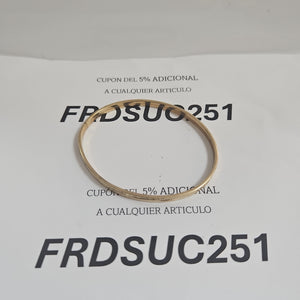 CUPON DEL 5% ADICIONAL
A CUALQUIER ARTICULO
FRDSUC251
CUPON DEL 5% ADICIONAL
A CUALQUIER ARTICULO
FRDSUC251